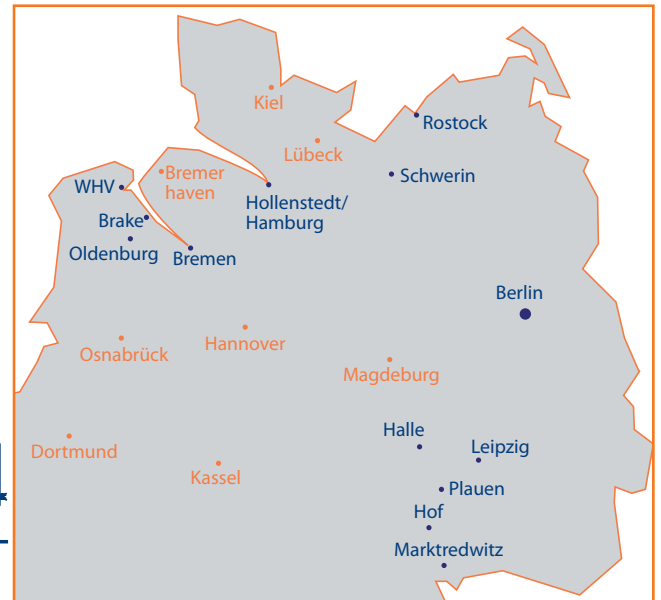 Kiel
Rostock
Lübeck
Bremer
haven
Schwerin
WHV
Hollenstedt/
Hamburg
Brake
Oldenburg
Bremen
Berlin
Osnabrück
Hannover
Magdeburg
Halle
Leipzig
Dortmund
Kassel
Plauen
Hof
Marktredwitz